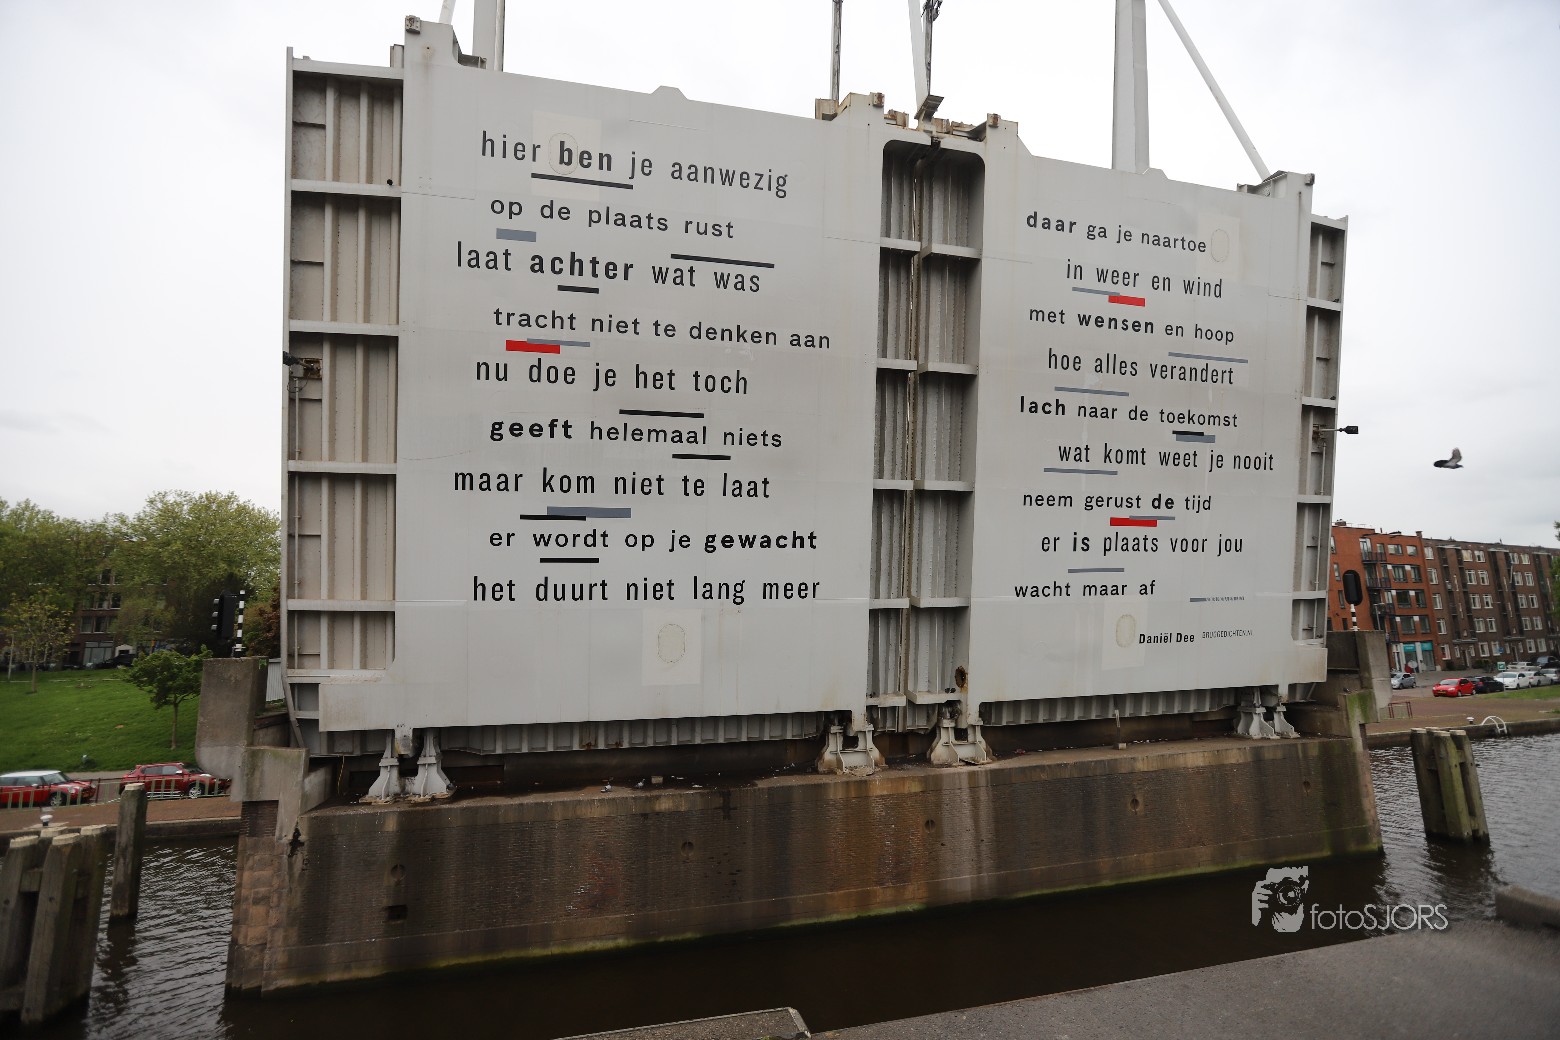 hier ben je aanwezig
op de plaats rust
laat achter wat was
tracht niet te denken aan
nu doe je het toch
geeft helemaal niets
maar kom niet te laat
er wordt op je gewacht
het duurt niet lang meer
daar ga je naartoe
in weer en wind
met wensen en hoop
hoe alles verandert
lach naar de toekomst
wat komt weet je nooit
neem gerust de tijd
er is plaats voor jou
wacht maar af
Daniël Dee BRUGGEDICHTEN.NL
fotoSJORS